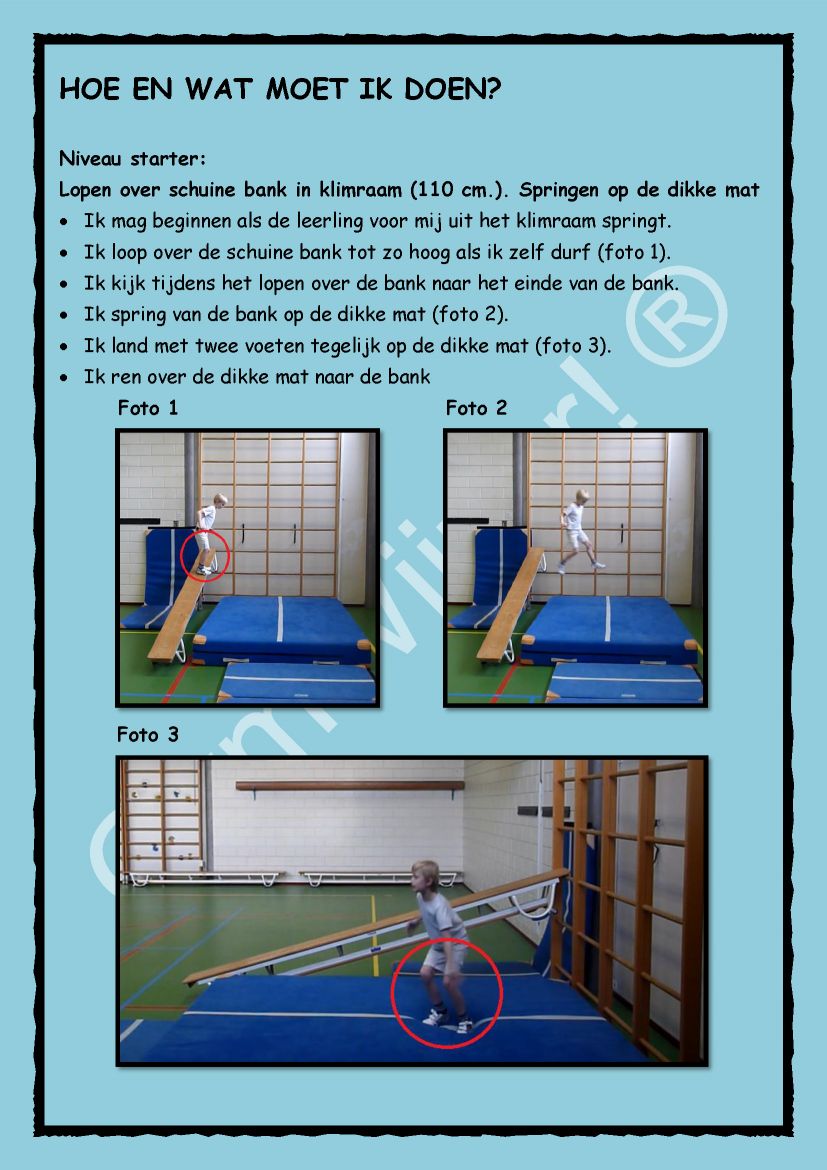 HOE EN WAT MOET IK DOEN?
Niveau starter:
Lopen over schuine bank in klimraam (110 cm.). Springen op de dikke mat
• Ik mag beginnen als de leerling voor mij uit het klimraam springt.
• Ik loop over de schuine bank tot zo hoog als ik zelf durf (foto 1).
• Ik kijk tijdens het lopen over de bank naar het einde van de bank.
• Ik spring van de bank op de dikke mat (foto 2).
• Ik land met twee voeten tegelijk op de dikke mat (foto 3).
• Ik ren over de dikke mat naar de bank
Foto 1 Foto 2
Foto 3